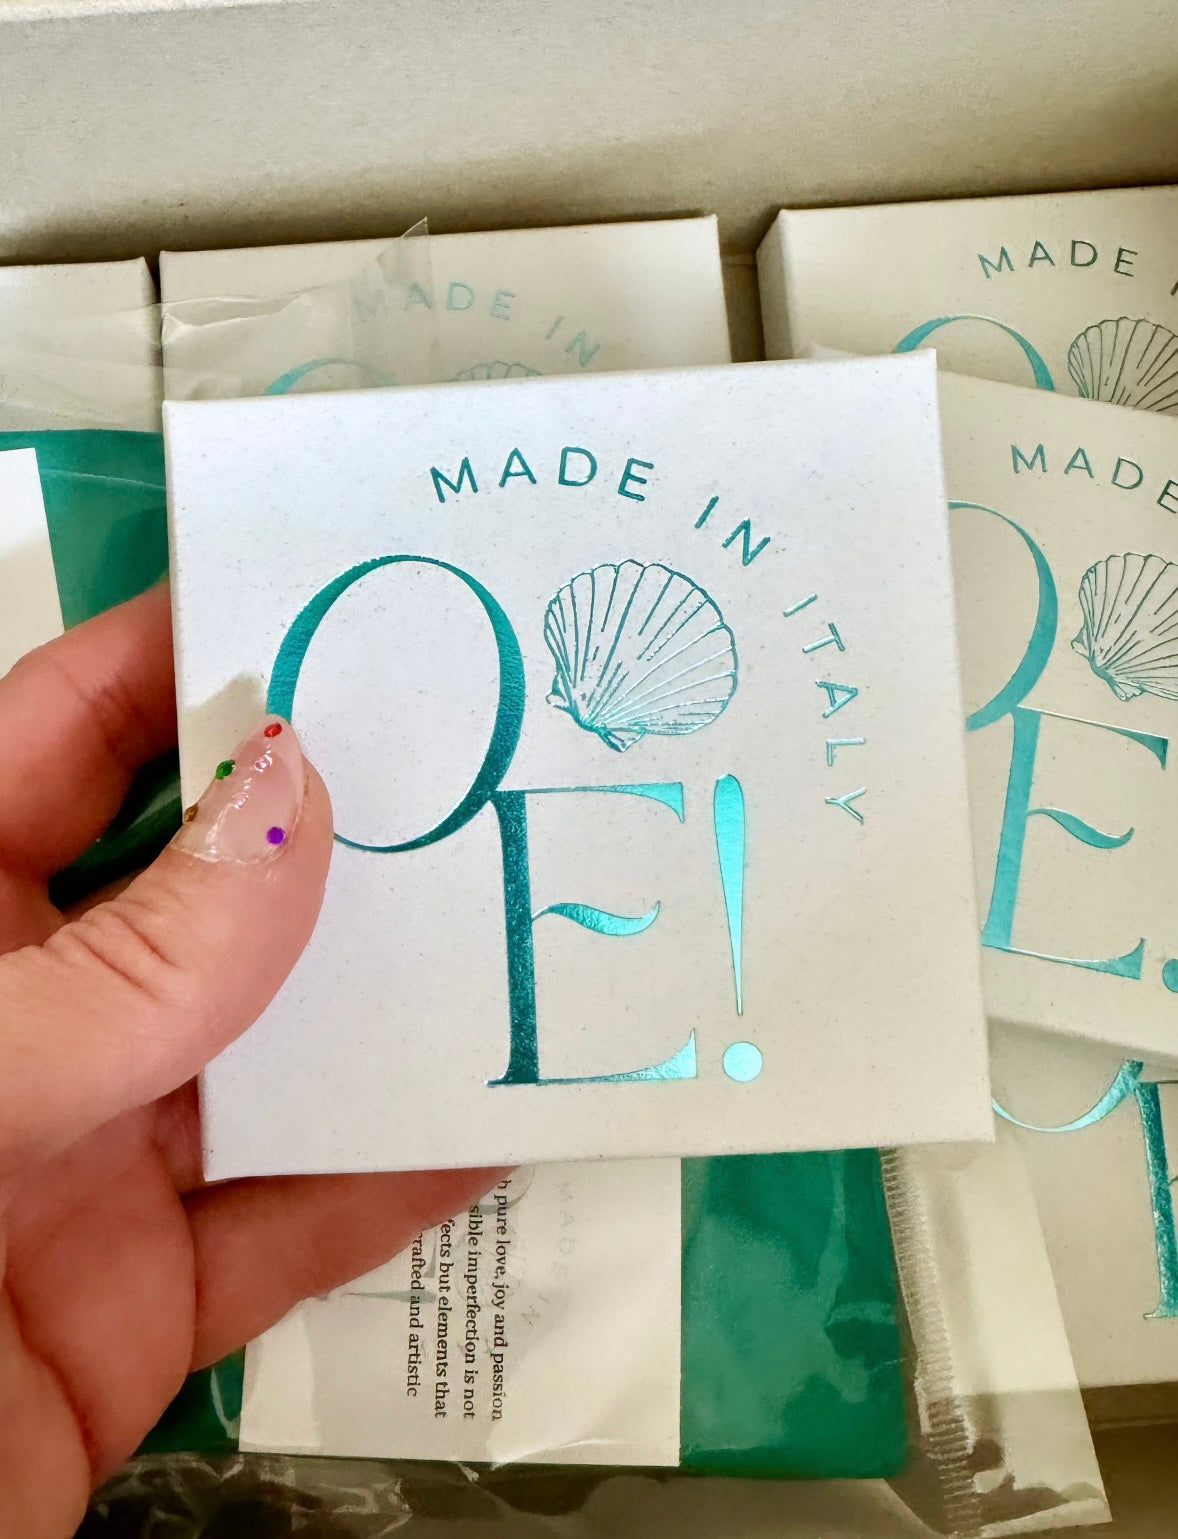 MADE IN
MADE
MADE IN ITALY
OE!
MADE
E!
h pure love, joy and passion
sible imperfection is not
fects but elements that
rafted and artistic